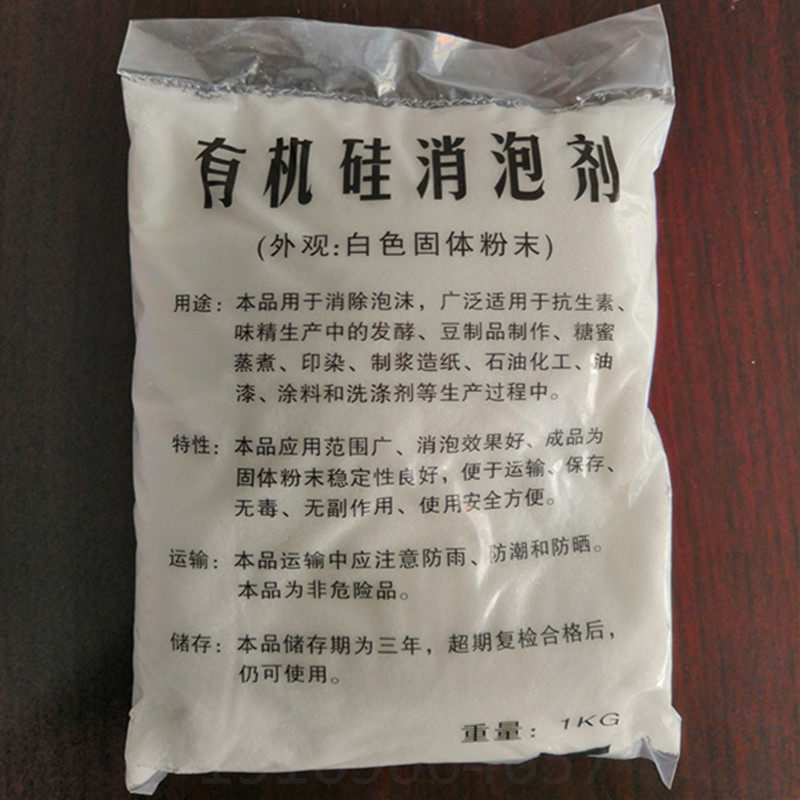 有机硅消泡剂
(外观:白色固体粉末)
用途：本品用于消除泡沫，广泛适用于抗生素、
味精生产中的发酵、豆制品制作、糖蜜
蒸煮、印染、制浆造纸、石油化工、油
漆、涂料和洗涤剂等生产过程中。
特性：本品应用范围广、消泡效果好、成品为
固体粉末稳定性良好，便于运输、保存、
无毒、无副作用、使用安全方便。
运输：本品运输中应注意防雨、防潮和防晒。
本品为非危险品。
储存：本品储存期为三年，超期复检合格后，
仍可使用。
重量：1KG